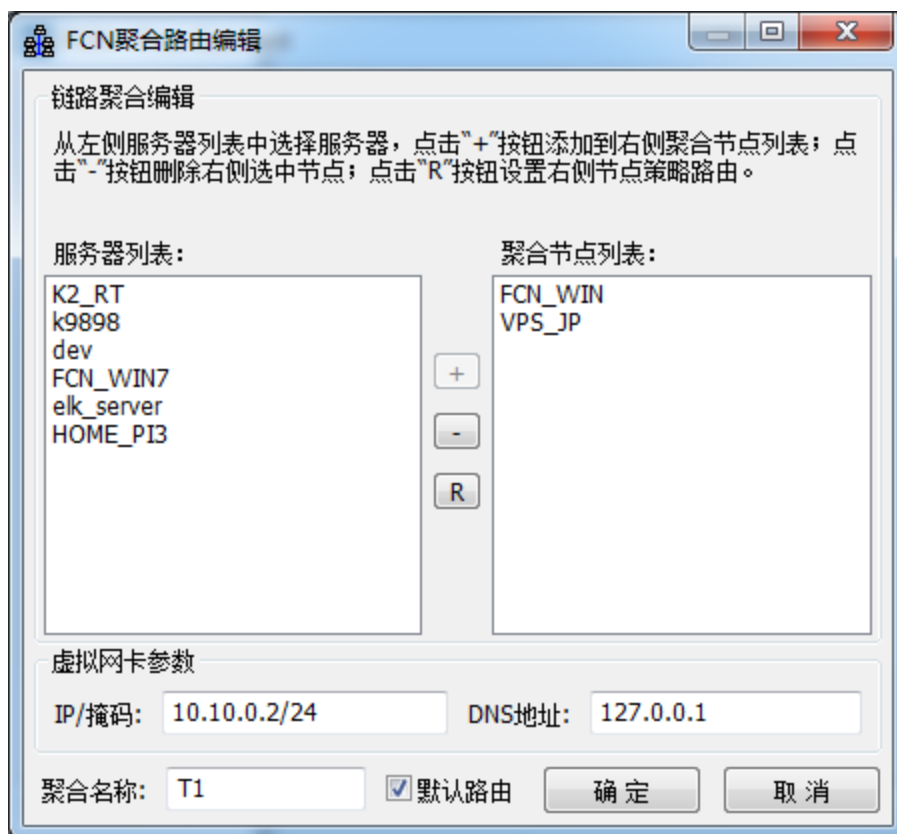 FCN聚合路由编辑
链路聚合编辑
从左侧服务器列表中选择服务器，点击"+"按钮添加到右侧聚合节点列表；点
击"-"按钮删除右侧选中节点；点击"R"按钮设置右侧节点策略路由。
服务器列表：
聚合节点列表：
K2_RT
k9898
dev
FCN_WIN7
elk_server
HOME_PI3
FCN_WIN
VPS_JP
+
-
R
虚拟网卡参数
IP/掩码: 10.10.0.2/24 DNS地址: 127.0.0.1
聚合名称: T1 默认路由 确定 取消